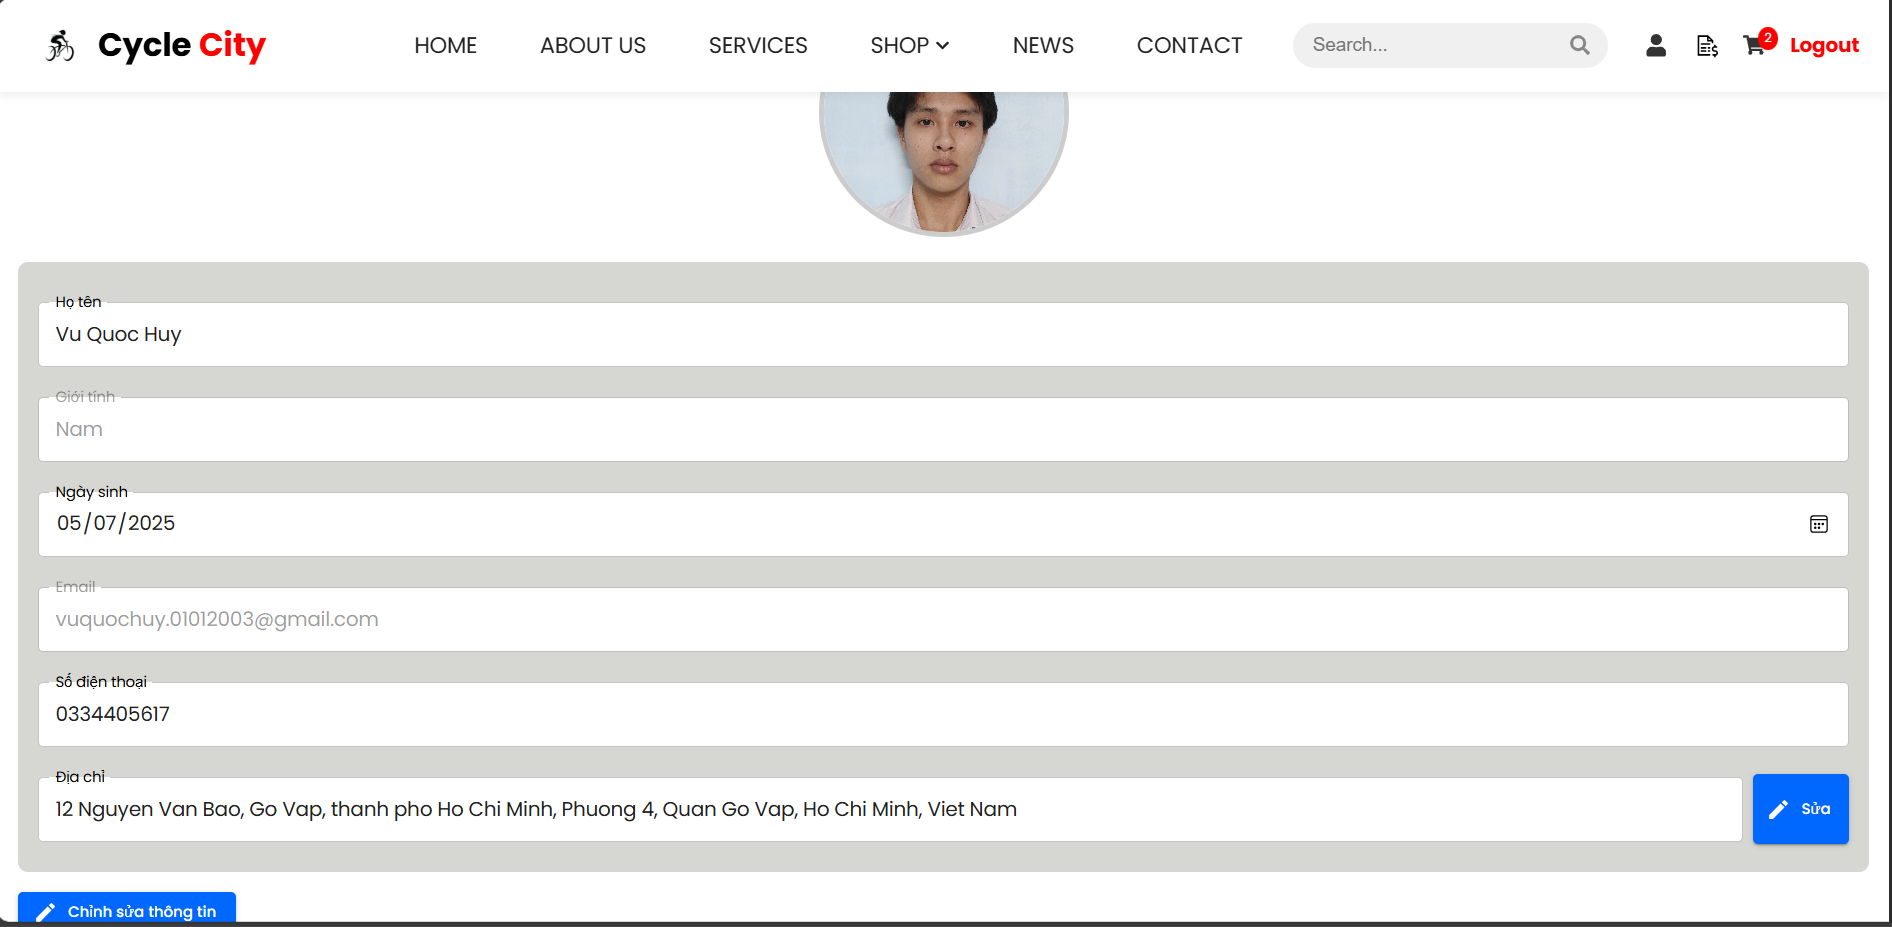 Cycle City
HOME
ABOUT US
SERVICES
SHOP
NEWS
CONTACT
Search...
2
Logout
Họ tên
Vu Quoc Huy
Giới tính
Nam
Ngày sinh
05/07/2025
Email
vuquochuy.01012003@gmail.com
Số điện thoại
0334405617
Địa chỉ
12 Nguyen Van Bao, Go Vap, thanh pho Ho Chi Minh, Phuong 4, Quan Go Vap, Ho Chi Minh, Viet Nam
Sửa
Chỉnh sửa thông tin